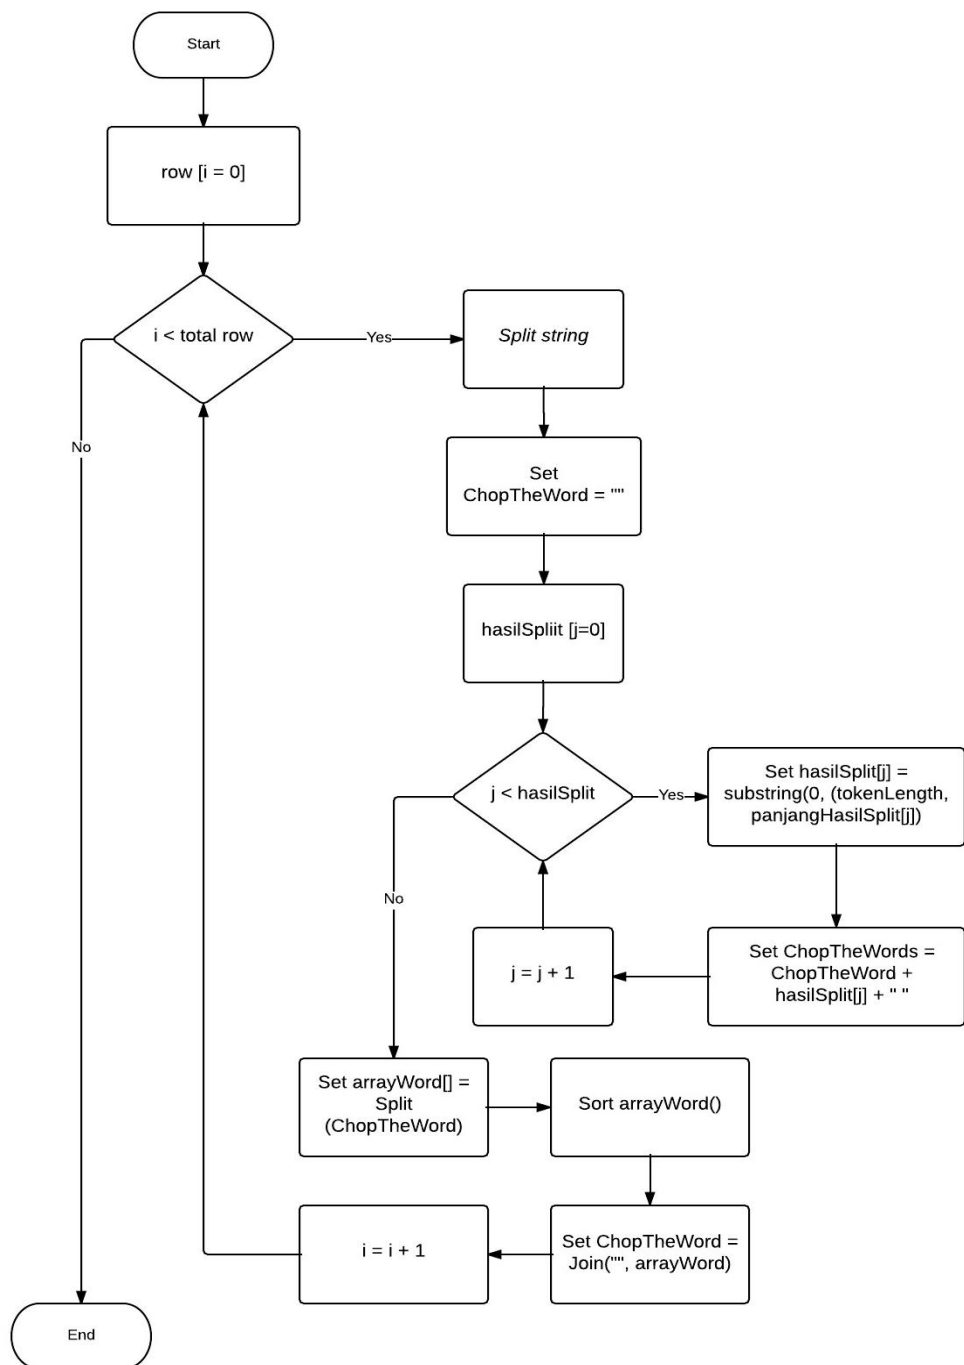 Start
row [i = 0]
i < total row
Yes
Split string
No
Set
ChopTheWord = ""
hasilSpliit [j=0]
j < hasilSplit
Yes
Set hasilSplit[j] =
substring(0, (tokenLength,
panjangHasilSplit[j])
No
j = j + 1
Set ChopTheWords =
ChopTheWord +
hasilSplit[j] + " "
Set arrayWord[] =
Split
(ChopTheWord)
Sort arrayWord()
i = i + 1
Set ChopTheWord =
Join("", arrayWord)
End